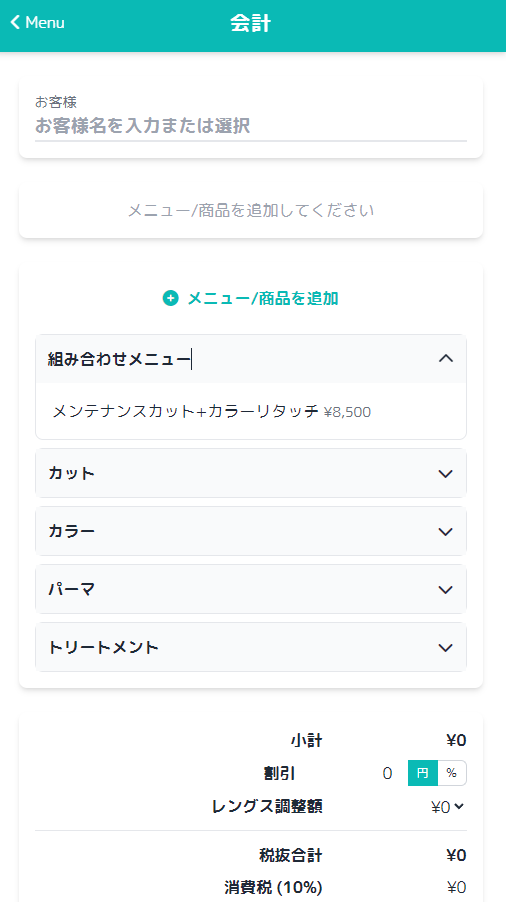 Menu
会計
お客様
お客様名を入力または選択
メニュー/商品を追加してください
メニュー/商品を追加
組み合わせメニュー
メンテナンスカット+カラーリタッチ ¥8,500
カット
カラー
パーマ
トリートメント
小計 ¥0
割引 0 円 %
レングス調整額 ¥0
税抜合計 ¥0
消費税 (10%) ¥0